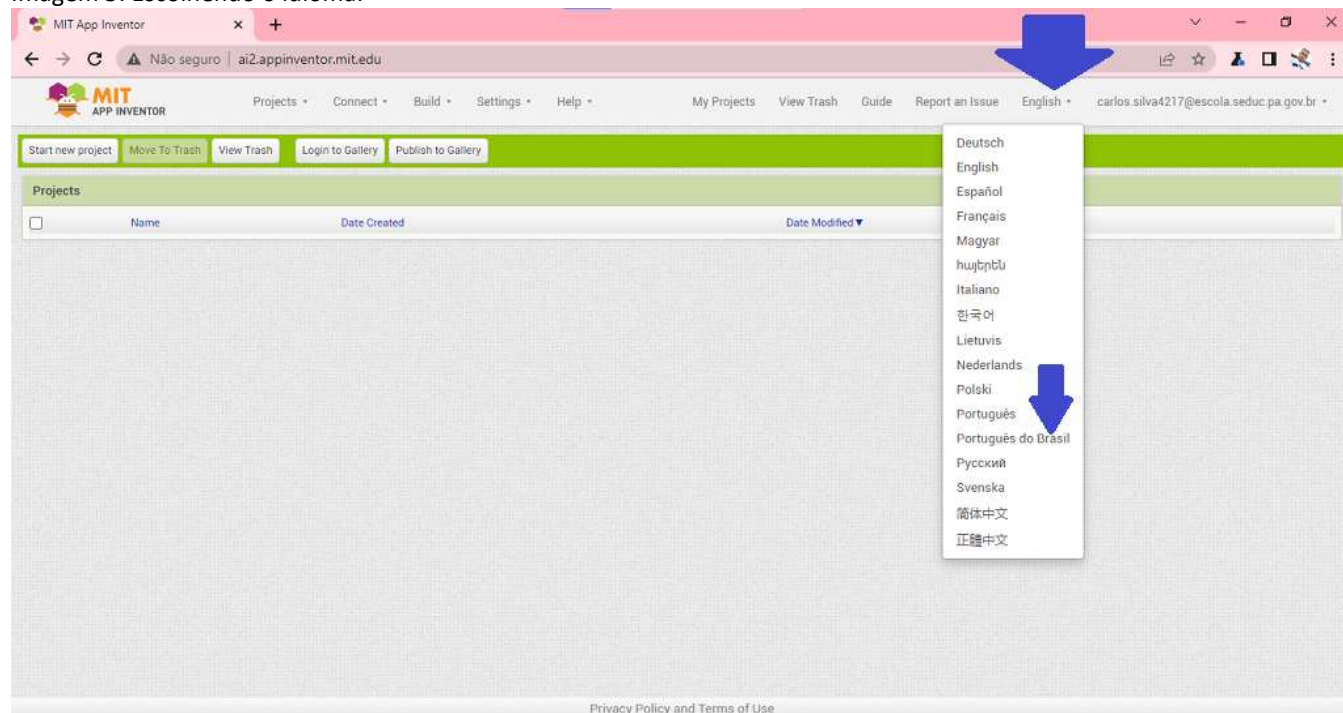 Imagem 3: Escolhendo o Idioma.
MIT App Inventor
Não seguro | ai2.appinventor.mit.edu
MIT
APP INVENTOR
Projects Connect Build Settings Help My Projects View Trash Guide Report an Issue English carlos.silva4217@escola.seduc.pa.gov.br
Start new project Move To Trash View Trash Login to Gallery Publish to Gallery
Projects
Name Date Created Date Modified
Deutsch
English
Español
Français
Magyar
հայերեն
Italiano
한국어
Lietuvis
Nederlands
Polski
Português
Português do Brasil
Русский
Svenska
简体中文
正體中文
Privacy Policy and Terms of Use